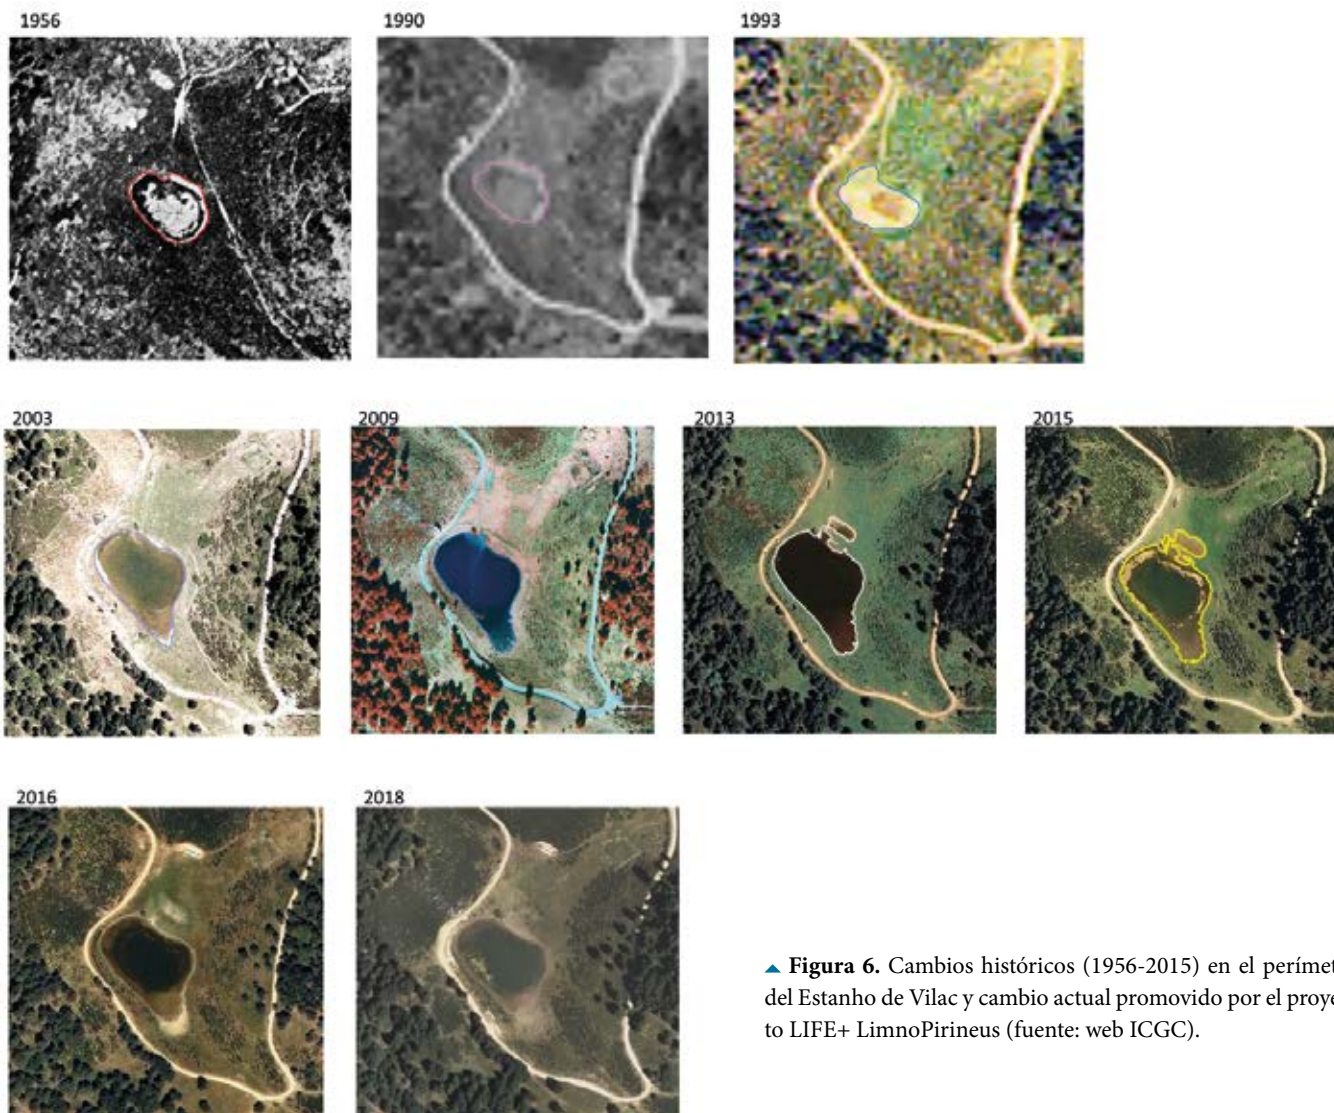 1956 1990 1993
2003 2009 2013 2015
2016 2018
▲ Figura 6. Cambios históricos (1956-2015) en el perímet
del Estanho de Vilac y cambio actual promovido por el proye
to LIFE+ LimnoPirineus (fuente: web ICGC).